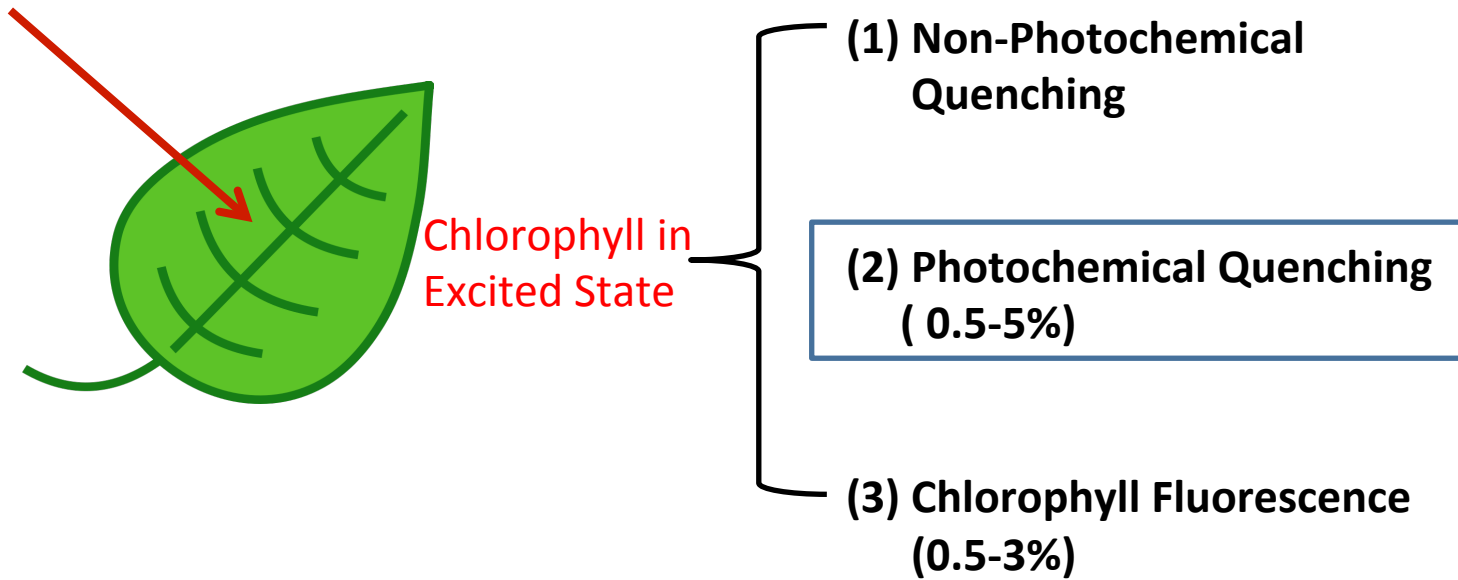 (1) Non-Photochemical
Quenching
Chlorophyll in
Excited State
(2) Photochemical Quenching
( 0.5-5%)
(3) Chlorophyll Fluorescence
(0.5-3%)